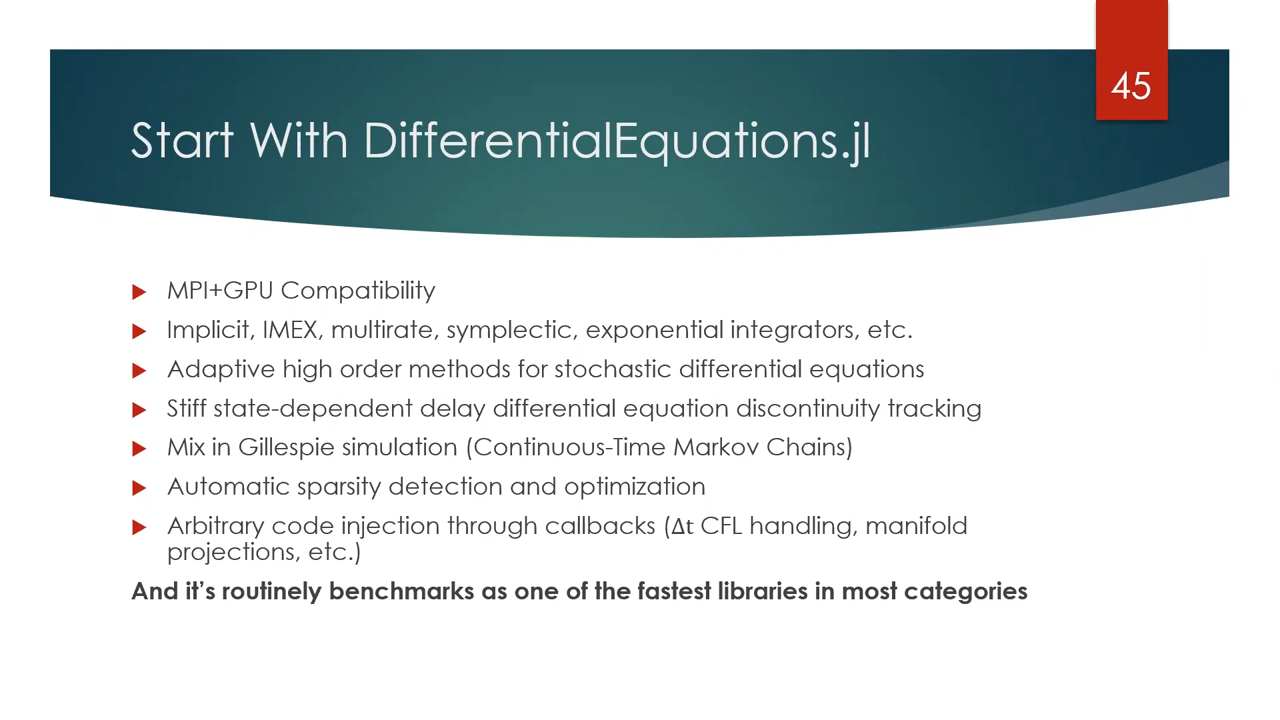 45
Start With DifferentialEquations.jl
MPI+GPU Compatibility
Implicit, IMEX, multirate, symplectic, exponential integrators, etc.
Adaptive high order methods for stochastic differential equations
Stiff state-dependent delay differential equation discontinuity tracking
Mix in Gillespie simulation (Continuous-Time Markov Chains)
Automatic sparsity detection and optimization
Arbitrary code injection through callbacks (Δt CFL handling, manifold
projections, etc.)
And it’s routinely benchmarks as one of the fastest libraries in most categories